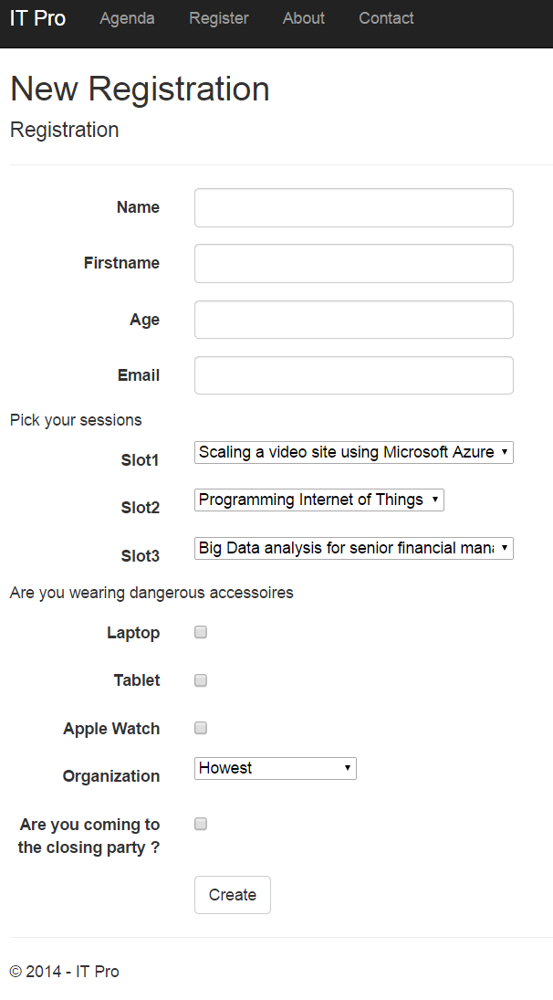 IT Pro Agenda Register About Contact
New Registration
Registration
Name
Firstname
Age
Email
Pick your sessions
Slot1 Scaling a video site using Microsoft Azure
Slot2 Programming Internet of Things
Slot3 Big Data analysis for senior financial
Are you wearing dangerous accessoires
Laptop
Tablet
Apple Watch
Organization Howest
Are you coming to
the closing party ?
Create
© 2014 - IT Pro